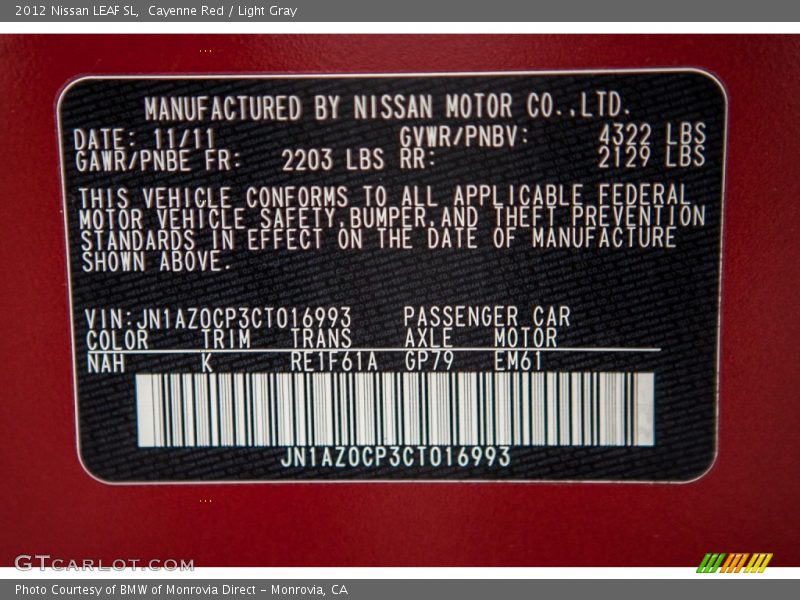 2012 Nissan LEAF SL, Cayenne Red / Light Gray
MANUFACTURED BY NISSAN MOTOR CO.,LTD.
DATE: 11/11 GVWR/PNBV: 4322 LBS
GAWR/PNBE FR: 2203 LBS RR: 2129 LBS
THIS VEHICLE CONFORMS TO ALL APPLICABLE FEDERAL
MOTOR VEHICLE SAFETY,BUMPER,AND THEFT PREVENTION
STANDARDS IN EFFECT ON THE DATE OF MANUFACTURE
SHOWN ABOVE.
VIN:JN1AZ0CP3CT016993 PASSENGER CAR
COLOR TRIM TRANS AXLE MOTOR
NAH K RE1F61A GP79 EM61
JN1AZ0CP3CT016993
GTCARLOT.COM
Photo Courtesy of BMW of Monrovia Direct - Monrovia, CA